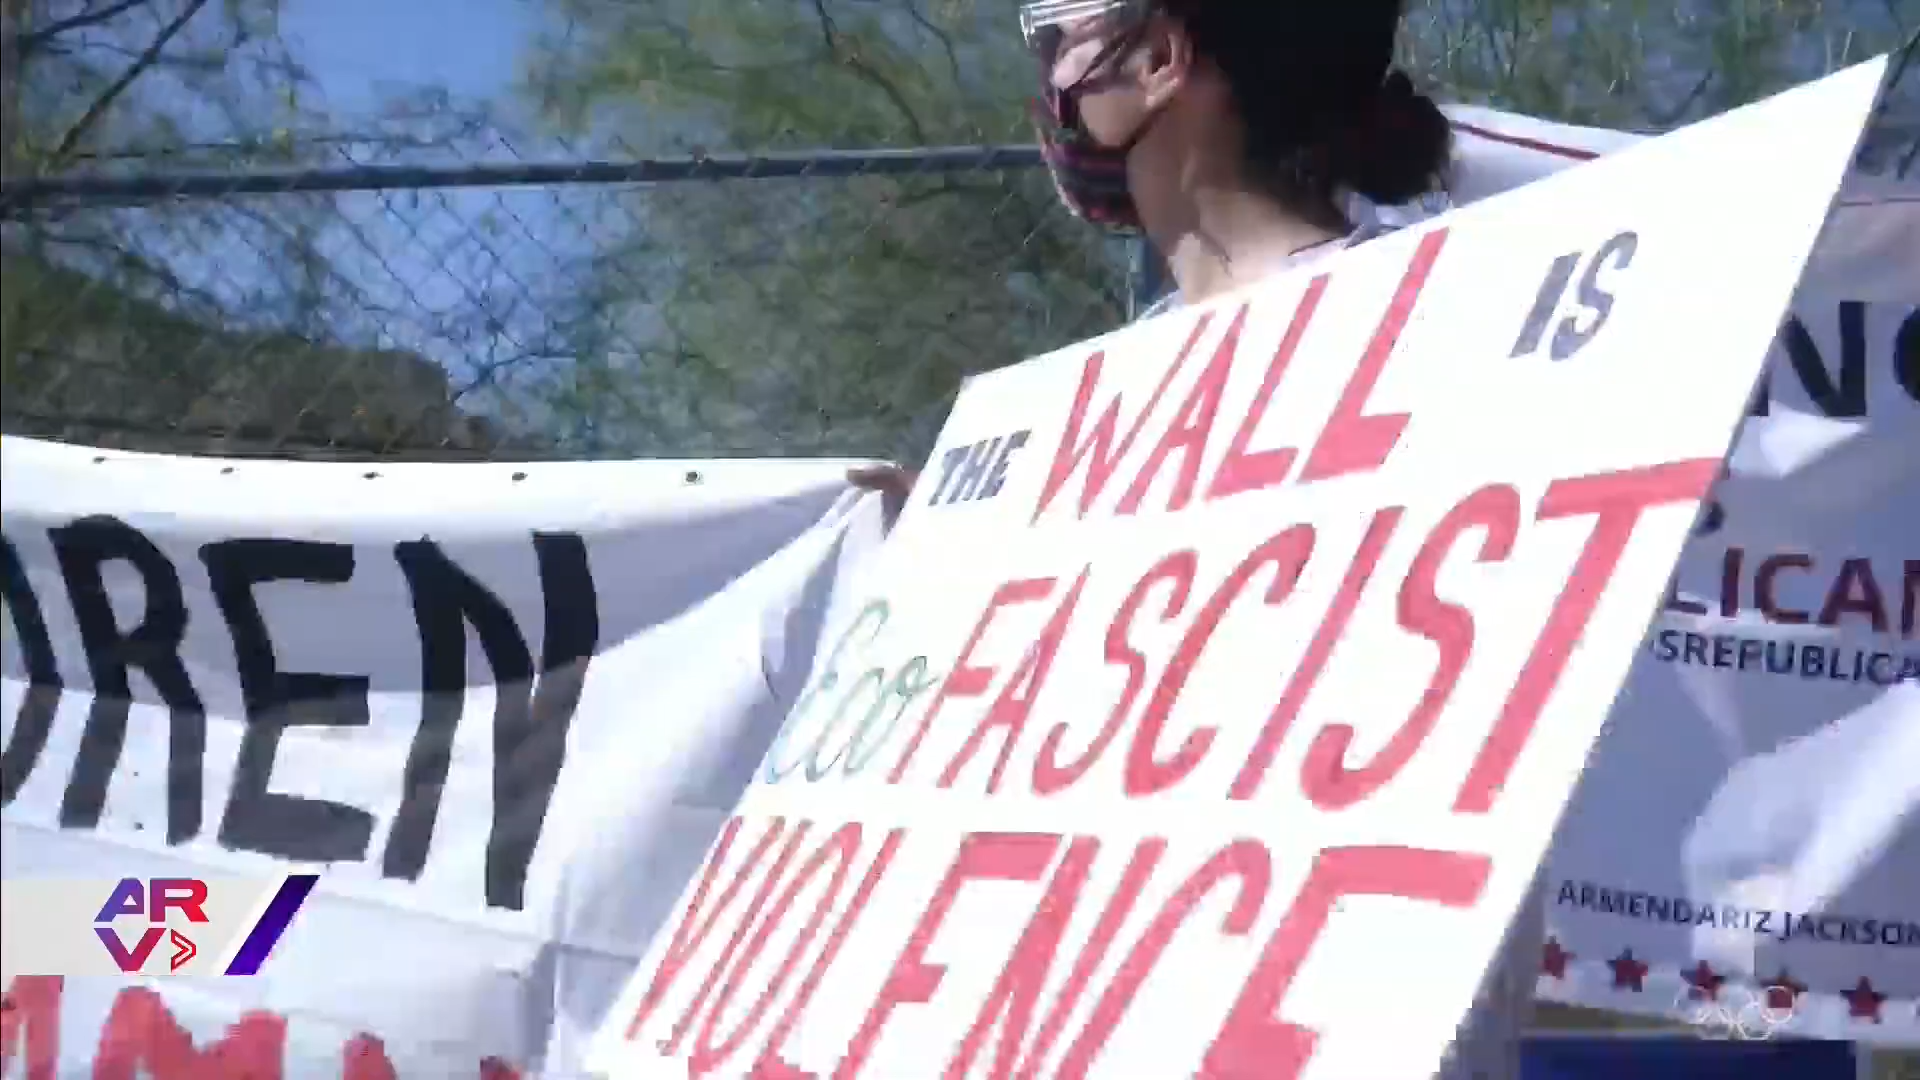 THE WALL IS
Eco FASCIST
VIOLENCE
DREN
LICAN
SREPUBLICA
ARMENDARIZ JACKSON
ARV